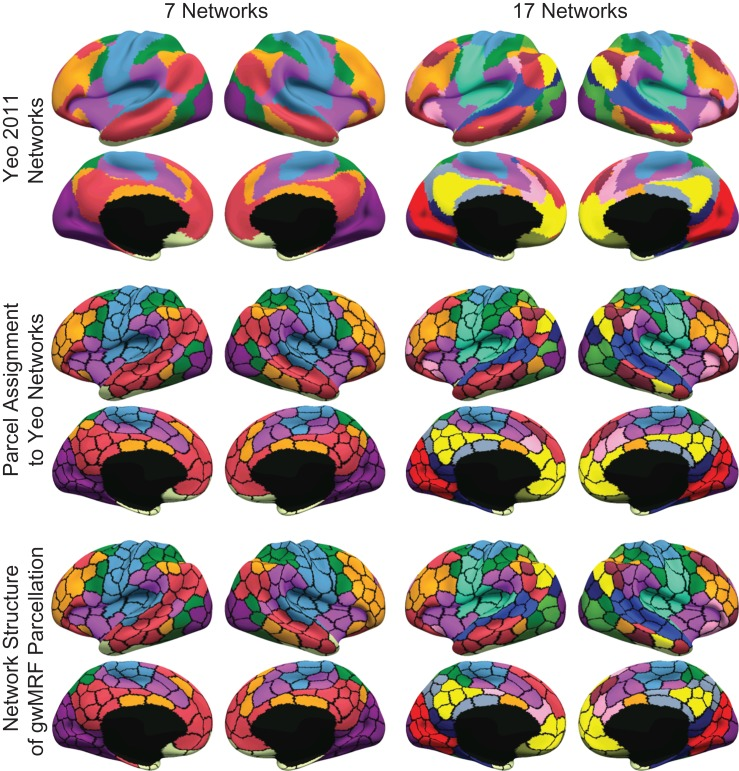 7 Networks
17 Networks
Yeo 2011
Networks
Parcel Assignment
to Yeo Networks
Network Structure
of gwMRF Parcellation